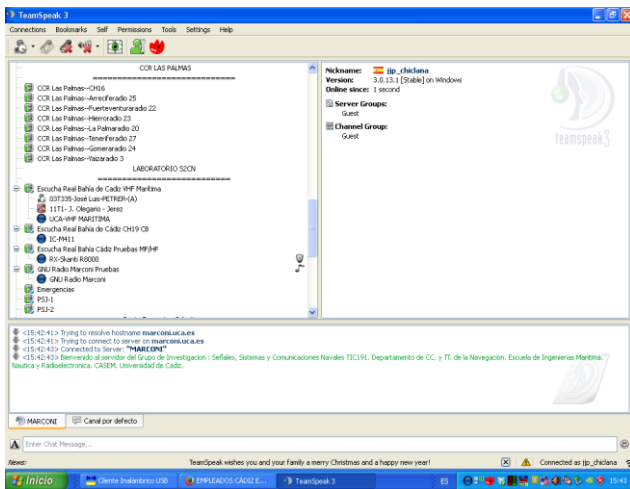 TeamSpeak 3
Connections Bookmarks Self Permissions Tools Settings Help
CCR LAS PALMAS
==============================
CCR Las Palmas--CH16
CCR Las Palmas--Arreciferadio 25
CCR Las Palmas--Fuerteventuraradio 22
CCR Las Palmas--Hierroradio 23
CCR Las Palmas--La Palmaradio 20
CCR Las Palmas--Teneriferadio 27
CCR Las Palmas--Gomeraradio 24
CCR Las Palmas--Yaizaradio 3
LABORATORIO S2CN
============================
Escucha Real Bahía de Cadiz VHF Marítima
03T335-José Luis-PETRER-(A)
11T1- J. Olegario - Jerez
UCA-VHF MARITIMA
Escucha Real Bahía de Cádiz CH19 CB
IC-M411
Escucha Real Bahía Cádiz Pruebas MF/HF
RX-Skanti R8008
GNU Radio Marconi Pruebas
GNU Radio Marconi
Emergencias
PSJ-1
PSJ-2
Nickname: jjp_chiclana
Version: 3.0.13.1 [Stable] on Windows
Online since: 1 second
Server Groups:
Guest
Channel Group:
Guest
teamspeak 3
<15:42:41> Trying to resolve hostname marconi.uca.es
<15:42:41> Trying to connect to server on marconi.uca.es
<15:42:43> Connected to Server: "MARCONI"
<15:42:43> Bienvenido al servidor del Grupo de Investigacion : Señales, Sistemas y Comunicaciones Navales TIC191. Departamento de CC. y TT. de la Navegacion. Escuela de Ingenierias Maritima.
Nautica y Radioelectronica. CASEM. Universidad de Cadiz.
MARCONI Canal por defecto
Enter Chat Message...
News: TeamSpeak wishes you and your family a merry Christmas and a happy new year! Connected as jjp_chiclana
Inicio Cliente Inalámbrico USB EMPLEADOS CÁDIZ E... TeamSpeak 3 ES 15:43